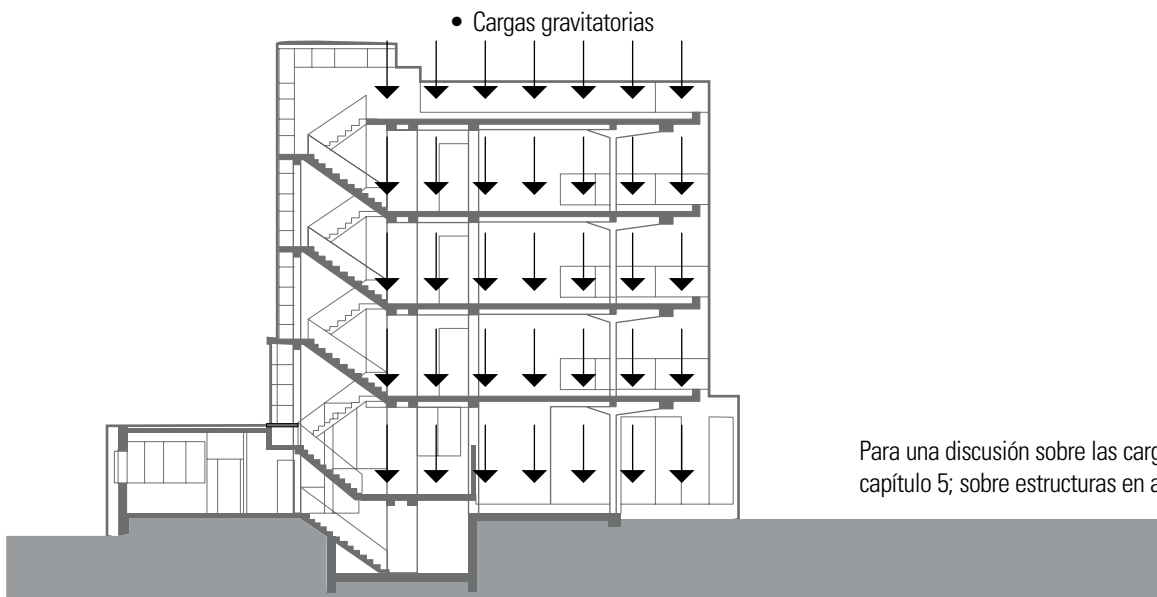 • Cargas gravitatorias
Para una discusión sobre las carg
capítulo 5; sobre estructuras en a